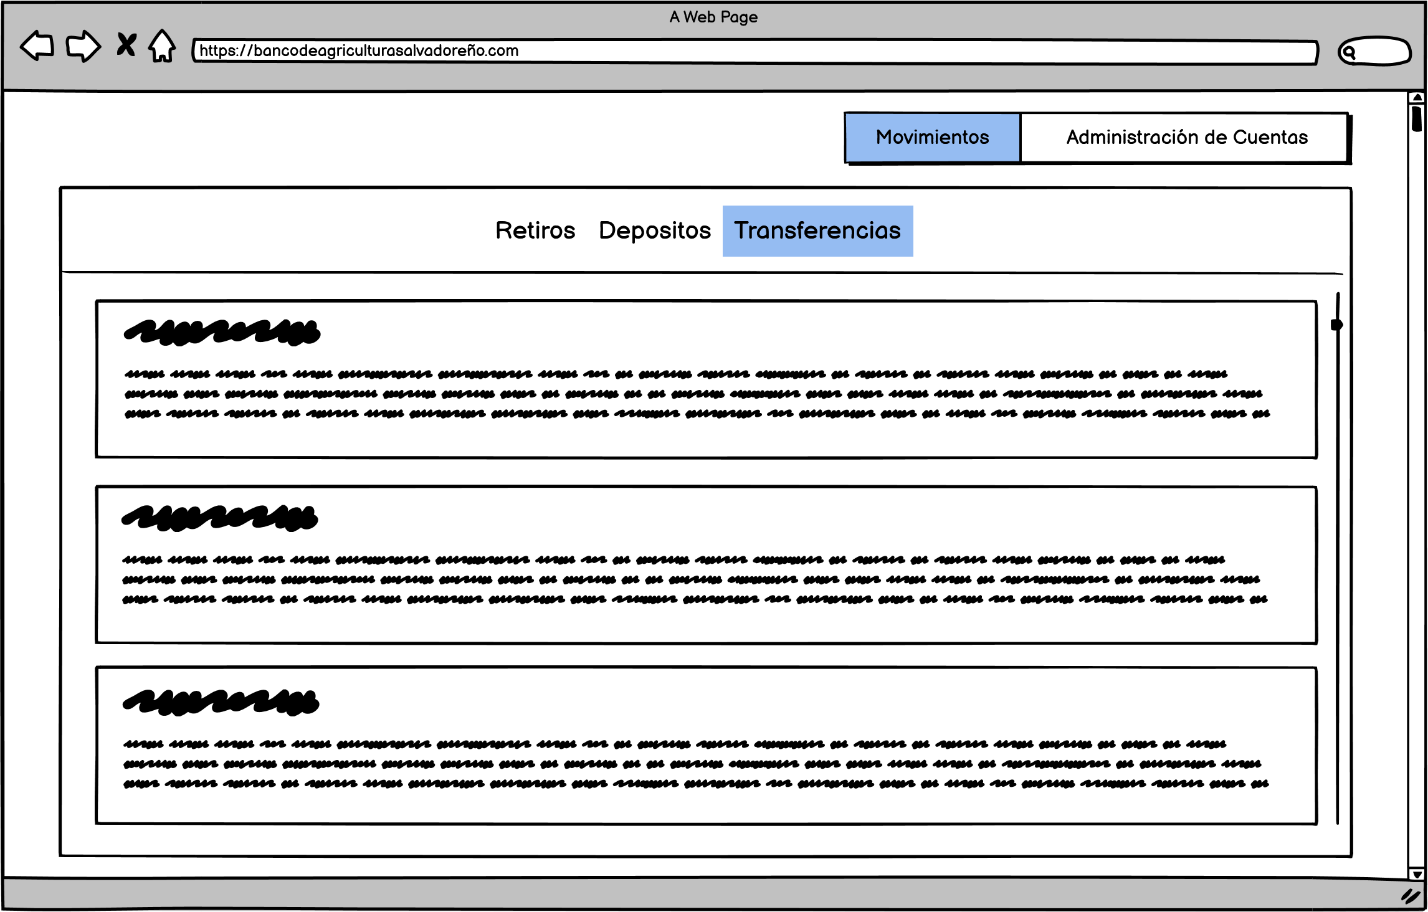 A Web Page
https://bancodeagriculturasalvadoreño.com
Movimientos Administración de Cuentas
Retiros Depositos Transferencias